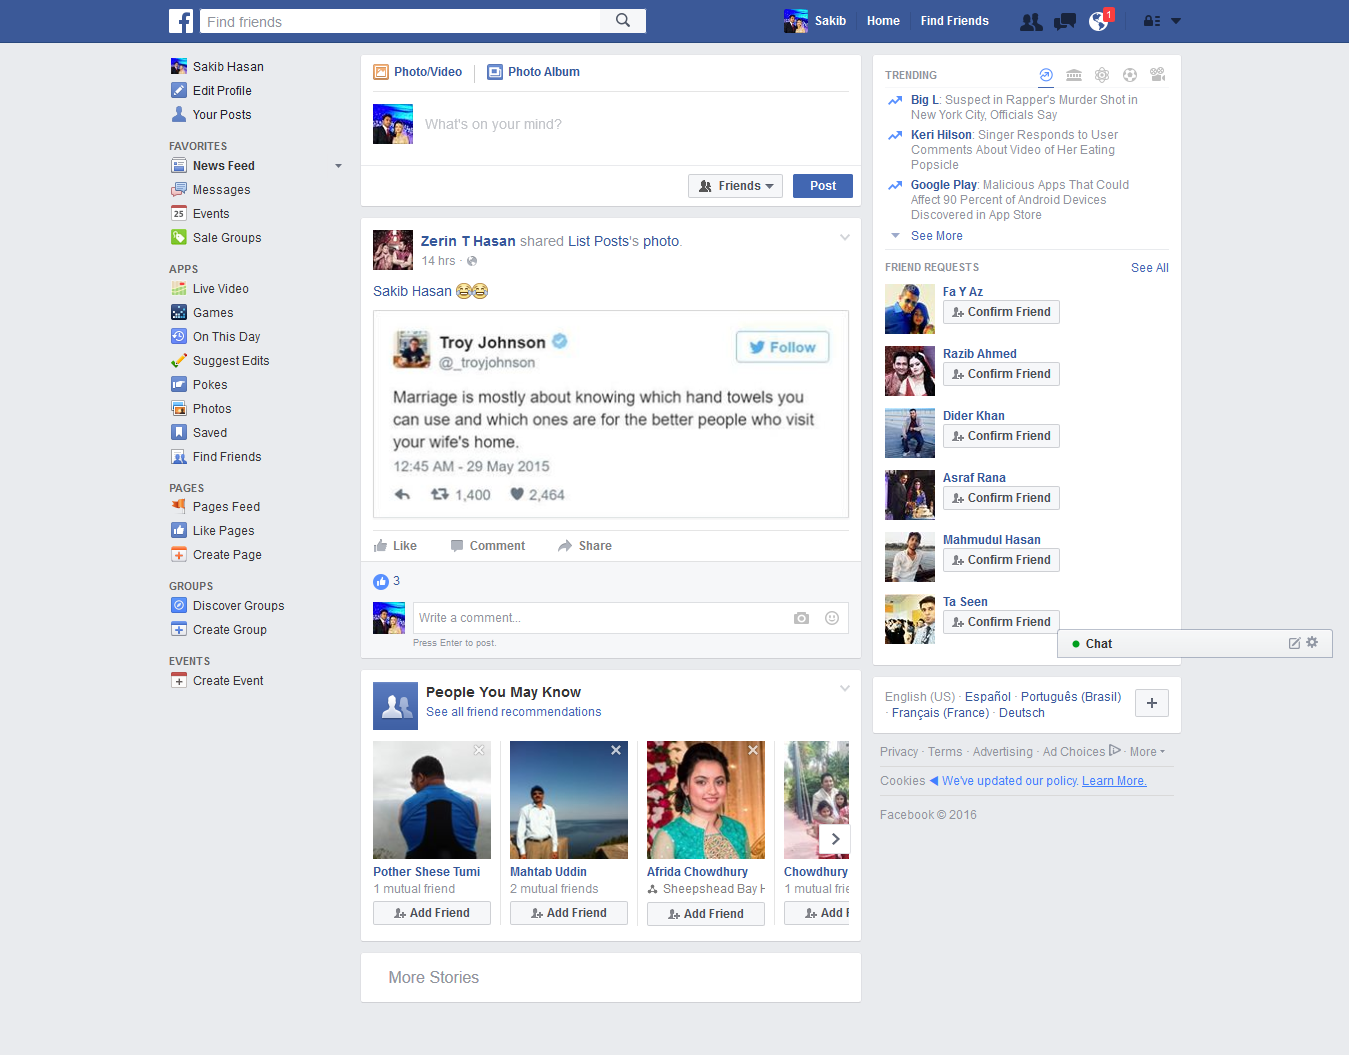 Find friends
Sakib
Home
Find Friends
1
Sakib Hasan
Edit Profile
Your Posts
FAVORITES
News Feed
Messages
25
Events
Sale Groups
APPS
Live Video
Games
On This Day
Suggest Edits
Pokes
Photos
Saved
Find Friends
PAGES
Pages Feed
Like Pages
Create Page
GROUPS
Discover Groups
Create Group
EVENTS
Create Event
Photo/Video
Photo Album
What's on your mind?
Friends
Post
Zerin T Hasan shared List Posts's photo.
14 hrs ·
Sakib Hasan 😂😂
Troy Johnson
@_troyjohnson
Follow
Marriage is mostly about knowing which hand towels you
can use and which ones are for the better people who visit
your wife's home.
12:45 AM - 29 May 2015
1,400
2,464
Like
Comment
Share
3
Write a comment...
Press Enter to post.
People You May Know
See all friend recommendations
Pother Shese Tumi
1 mutual friend
Add Friend
Mahtab Uddin
2 mutual friends
Add Friend
Afrida Chowdhury
Sheepshead Bay H
Add Friend
Chowdhury
1 mutual frie
Add F
More Stories
TRENDING
Big L: Suspect in Rapper's Murder Shot in
New York City, Officials Say
Keri Hilson: Singer Responds to User
Comments About Video of Her Eating
Popsicle
Google Play: Malicious Apps That Could
Affect 90 Percent of Android Devices
Discovered in App Store
See More
FRIEND REQUESTS
See All
Fa Y Az
Confirm Friend
Razib Ahmed
Confirm Friend
Dider Khan
Confirm Friend
Asraf Rana
Confirm Friend
Mahmudul Hasan
Confirm Friend
Ta Seen
Confirm Friend
Chat
English (US) · Español · Português (Brasil)
· Français (France) · Deutsch
Privacy · Terms · Advertising · Ad Choices · More
Cookies ◀ We've updated our policy. Learn More.
Facebook © 2016